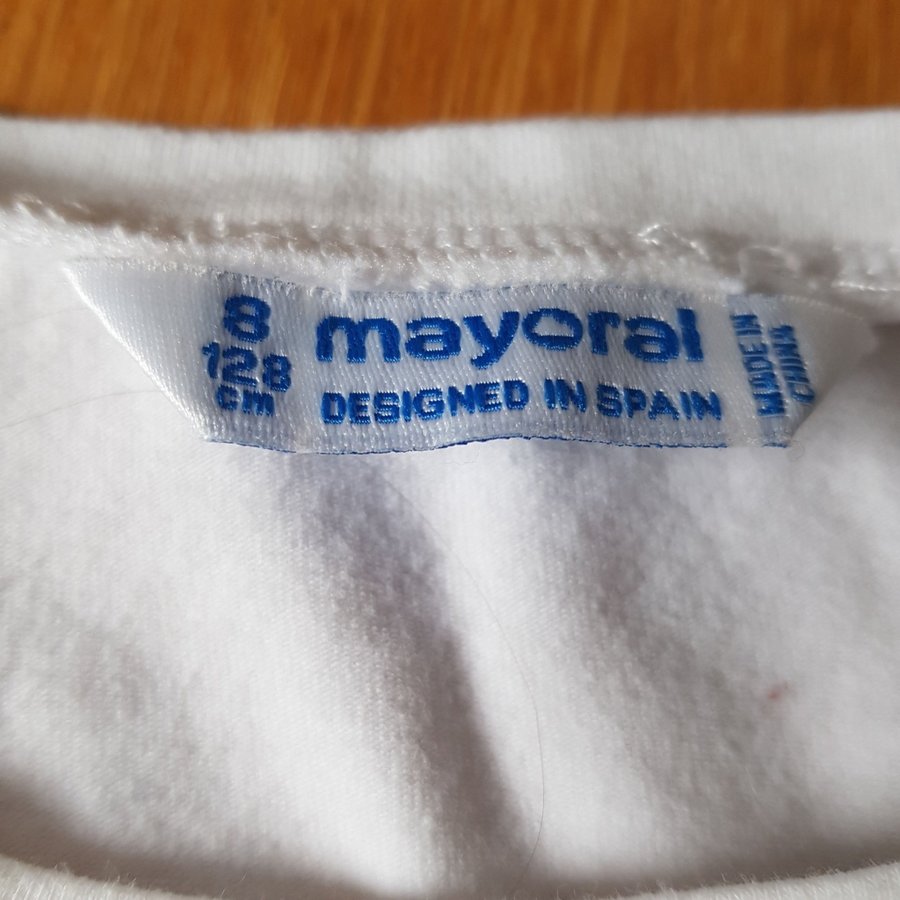 8
128
cm
mayoral
DESIGNED IN SPAIN
MADE IN
CHINA